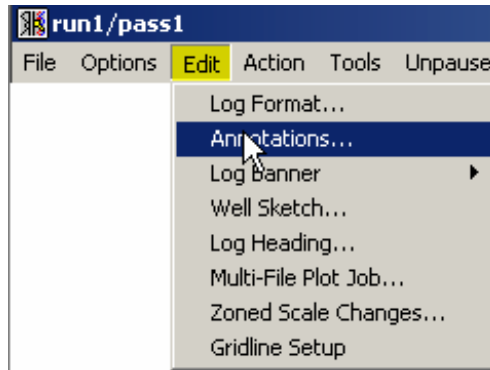 run1/pass1
File Options Edit Action Tools Unpause
Log Format...
Annotations...
Log Banner
Well Sketch...
Log Heading...
Multi-File Plot Job...
Zoned Scale Changes...
Gridline Setup